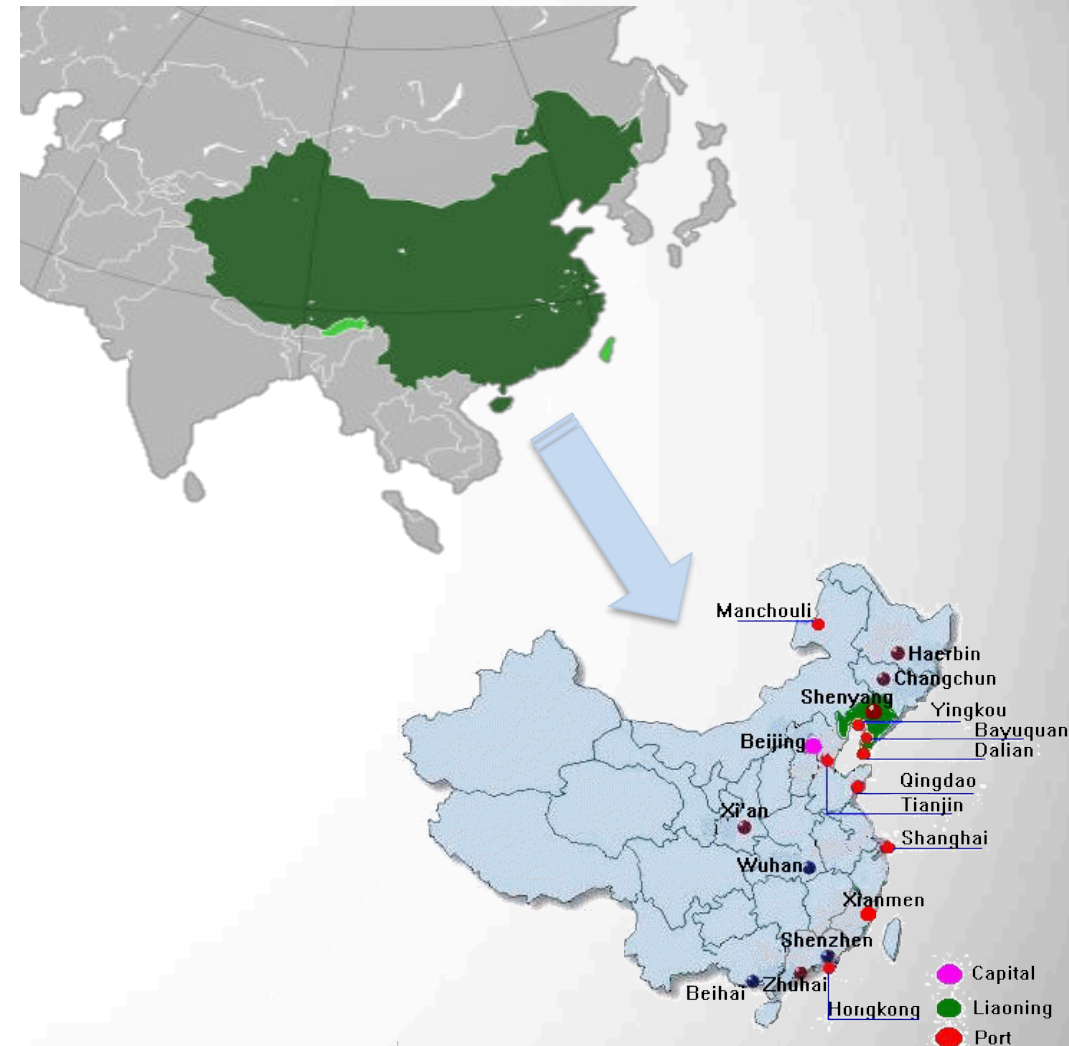 Manchouli
Haerbin
Changchun
Shenyang
Yingkou
Bayuquan
Beijing
Dalian
Qingdao
Tianjin
Xi'an
Shanghai
Wuhan
Xianmen
Shenzhen
Capital
Zhuhai
Beihai
Hongkong
Liaoning
Port